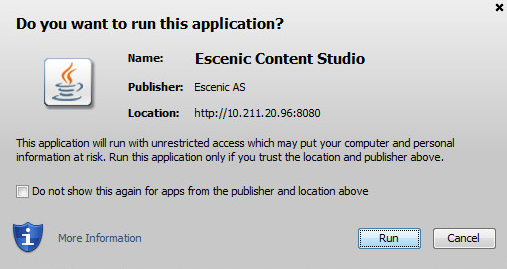 Do you want to run this application?
Name: Escenic Content Studio
Publisher: Escenic AS
Location: http://10.211.20.96:8080
This application will run with unrestricted access which may put your computer and personal
information at risk. Run this application only if you trust the location and publisher above.
Do not show this again for apps from the publisher and location above
More Information
Run Cancel